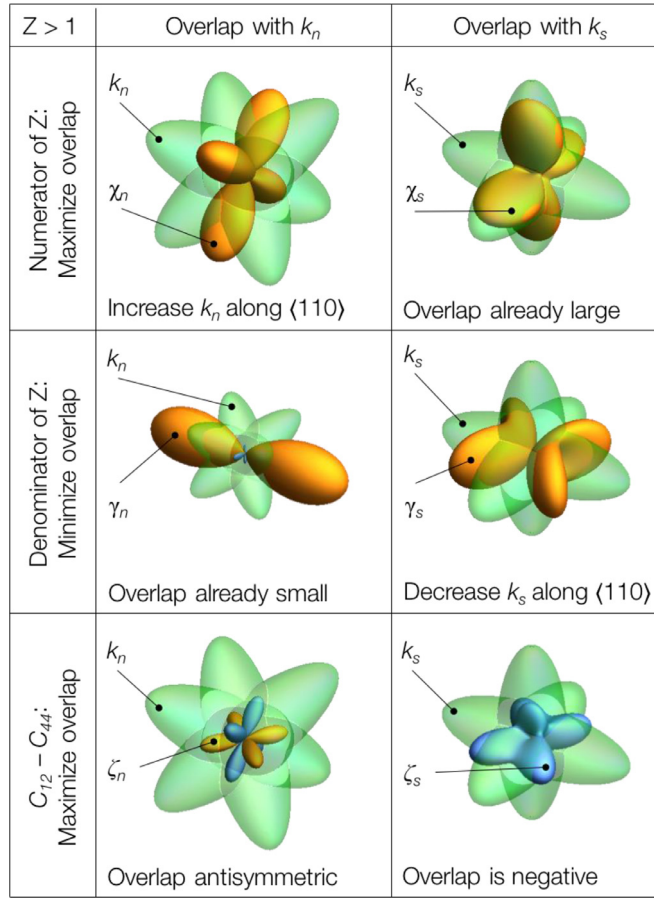 Z > 1
Overlap with kn
Overlap with ks
Numerator of Z:
Maximize overlap
kn
χn
Increase kn along ⟨110⟩
ks
χs
Overlap already large
Denominator of Z:
Minimize overlap
kn
γn
Overlap already small
ks
γs
Decrease ks along ⟨110⟩
C12 – C44:
Maximize overlap
kn
ζn
Overlap antisymmetric
ks
ζs
Overlap is negative